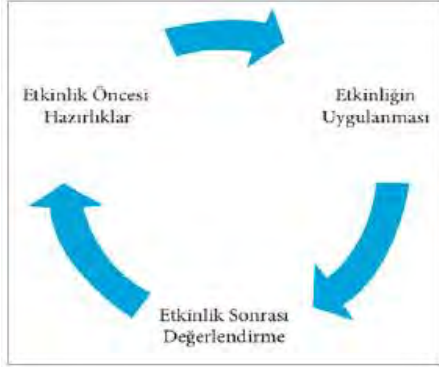 Etkinlik Öncesi
Hazırlıklar
Etkinliğin
Uygulanması
Etkinlik Sonrası
Değerlendirme